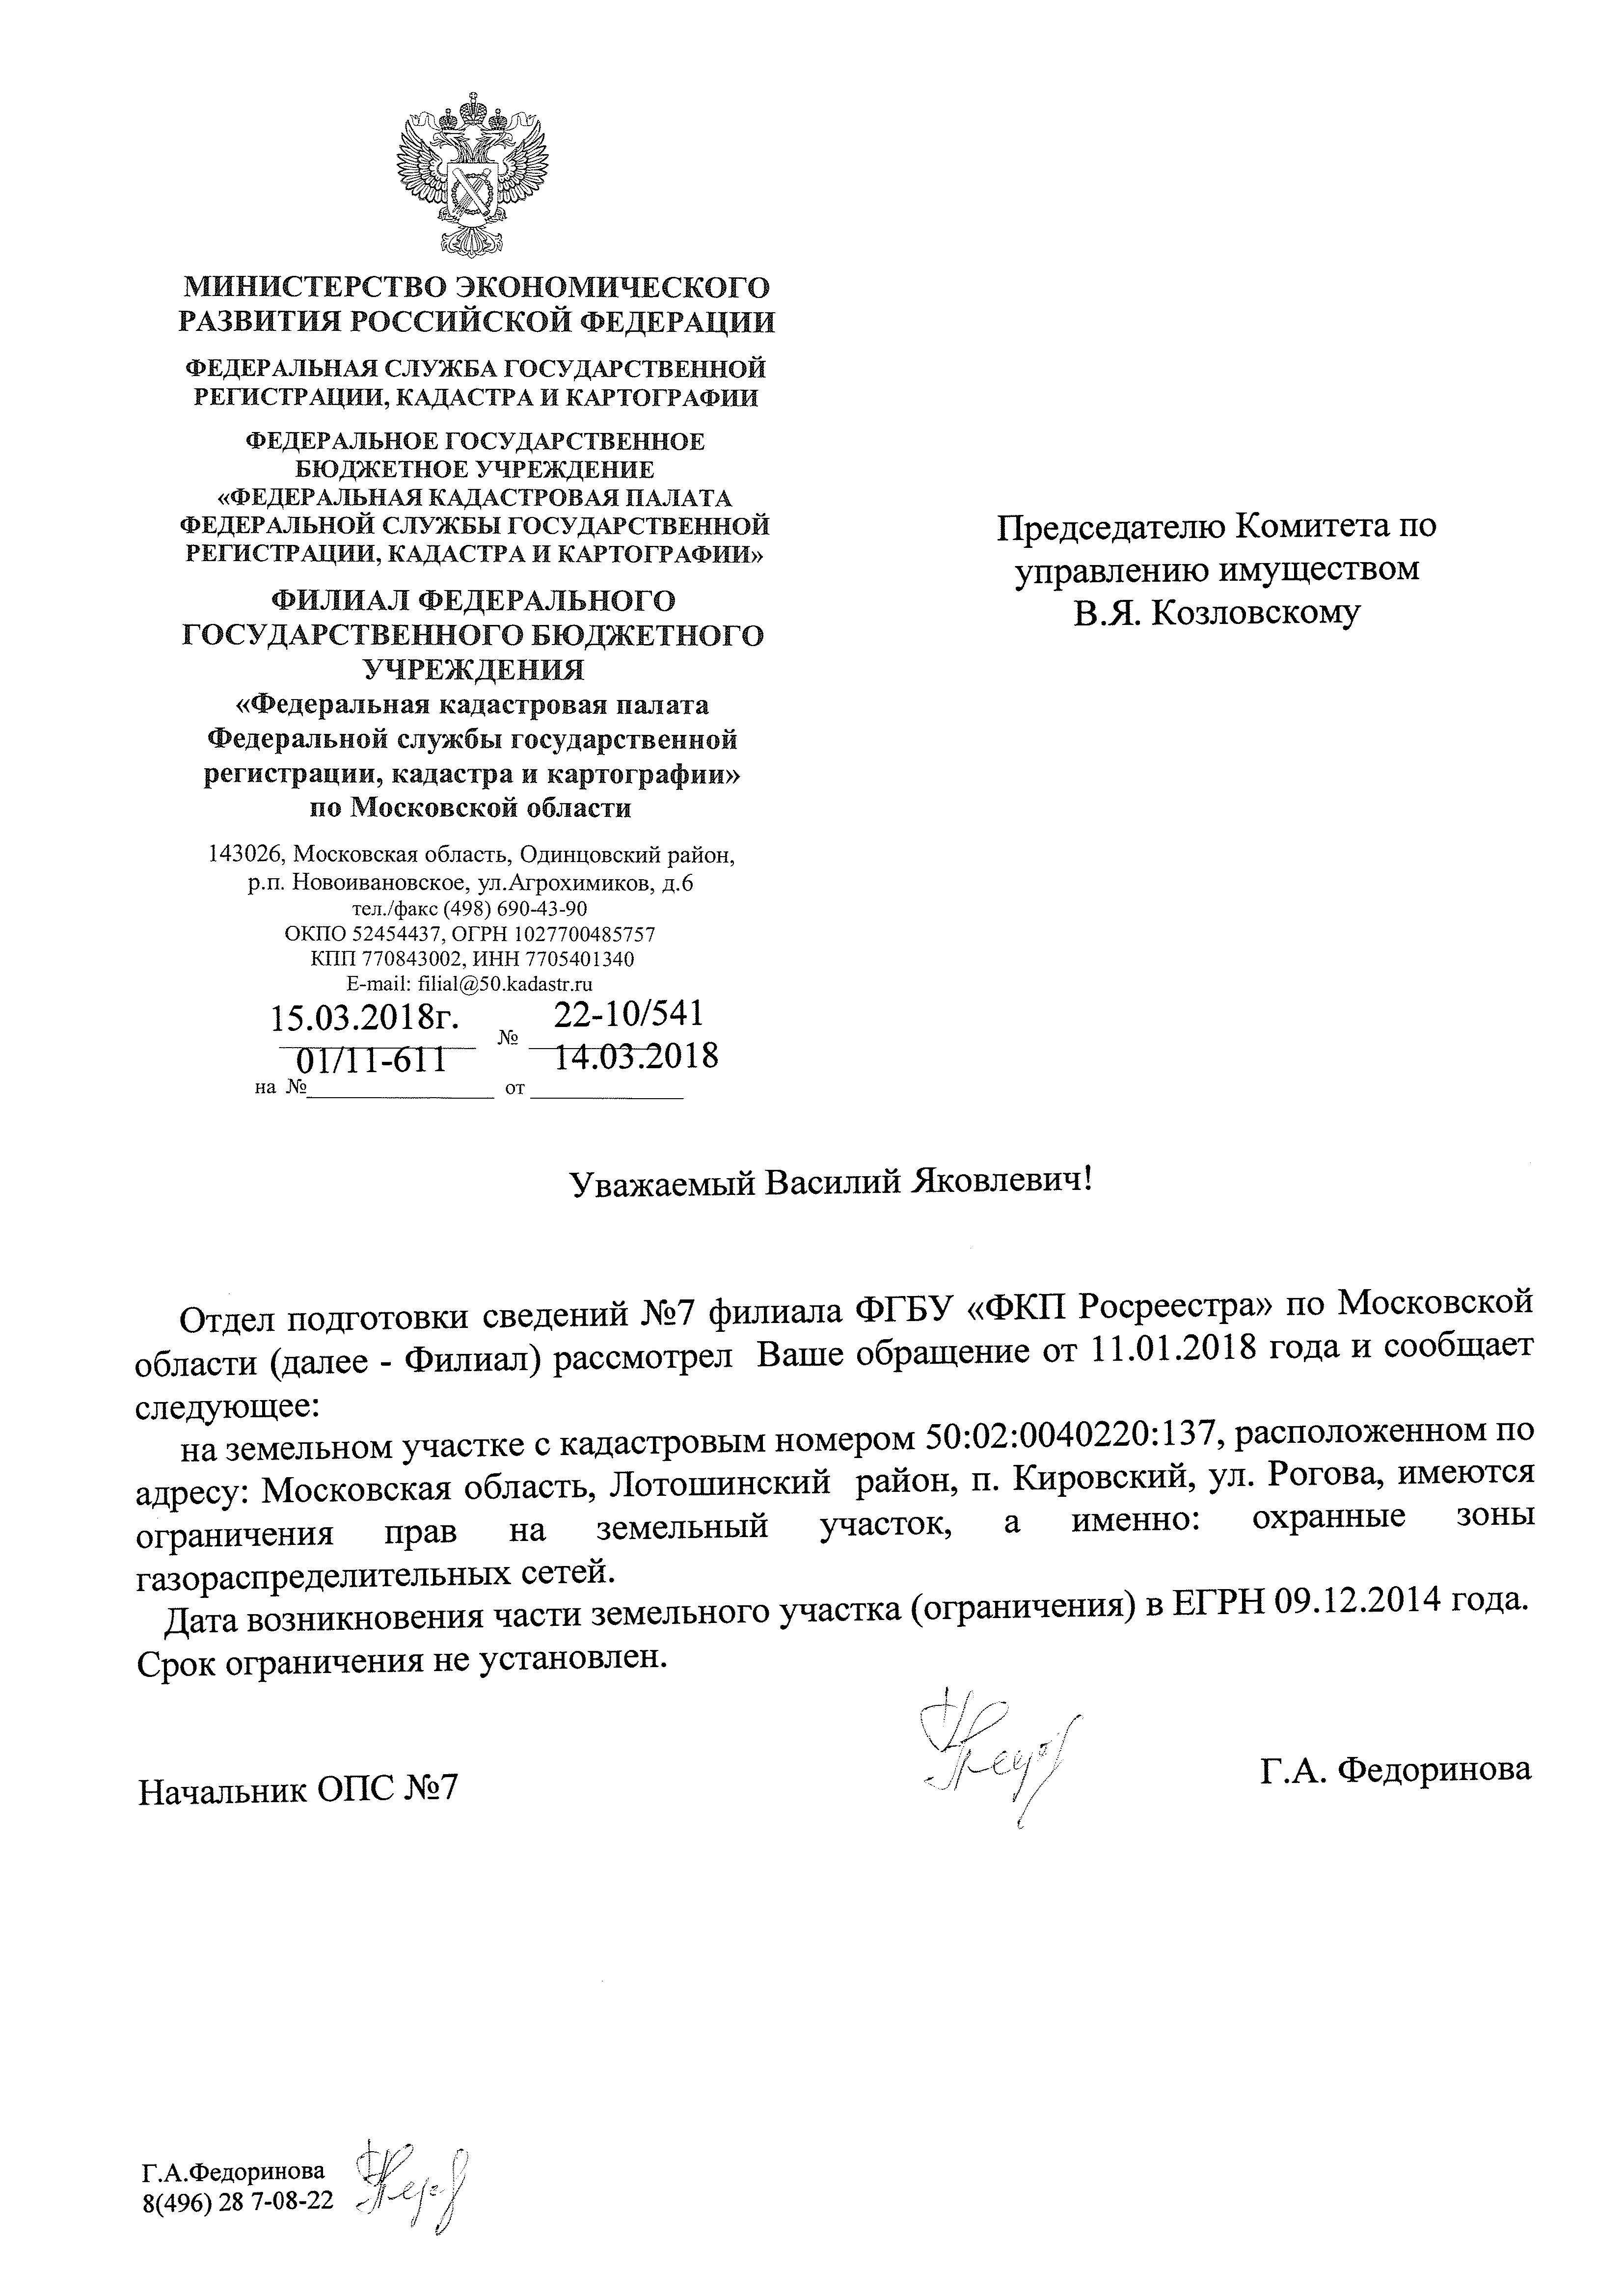 МИНИСТЕРСТВО ЭКОНОМИЧЕСКОГО
РАЗВИТИЯ РОССИЙСКОЙ ФЕДЕРАЦИИ
ФЕДЕРАЛЬНАЯ СЛУЖБА ГОСУДАРСТВЕННОЙ
РЕГИСТРАЦИИ, КАДАСТРА И КАРТОГРАФИИ
ФЕДЕРАЛЬНОЕ ГОСУДАРСТВЕННОЕ
БЮДЖЕТНОЕ УЧРЕЖДЕНИЕ
«ФЕДЕРАЛЬНАЯ КАДАСТРОВАЯ ПАЛАТА
ФЕДЕРАЛЬНОЙ СЛУЖБЫ ГОСУДАРСТВЕННОЙ
РЕГИСТРАЦИИ, КАДАСТРА И КАРТОГРАФИИ»
ФИЛИАЛ ФЕДЕРАЛЬНОГО
ГОСУДАРСТВЕННОГО БЮДЖЕТНОГО
УЧРЕЖДЕНИЯ
«Федеральная кадастровая палата
Федеральной службы государственной
регистрации, кадастра и картографии»
по Московской области
143026, Московская область, Одинцовский район,
р.п. Новоивановское, ул.Агрохимиков, д.6
тел./факс (498) 690-43-90
ОКПО 52454437, ОГРН 1027700485757
КПП 770843002, ИНН 7705401340
E-mail: filial@50.kadastr.ru
15.03.2018г. № 22-10/541
01/11-611 14.03.2018
на № от
Председателю Комитета по
управлению имуществом
В.Я. Козловскому
Уважаемый Василий Яковлевич!
Отдел подготовки сведений №7 филиала ФГБУ «ФКП Росреестра» по Московской
области (далее - Филиал) рассмотрел Ваше обращение от 11.01.2018 года и сообщает
следующее:
на земельном участке с кадастровым номером 50:02:0040220:137, расположенном по
адресу: Московская область, Лотошинский район, п. Кировский, ул. Рогова, имеются
ограничения прав на земельный участок, а именно: охранные зоны
газораспределительных сетей.
Дата возникновения части земельного участка (ограничения) в ЕГРН 09.12.2014 года.
Срок ограничения не установлен.
Начальник ОПС №7 Г.А. Федоринова
Г.А.Федоринова
8(496) 28 7-08-22